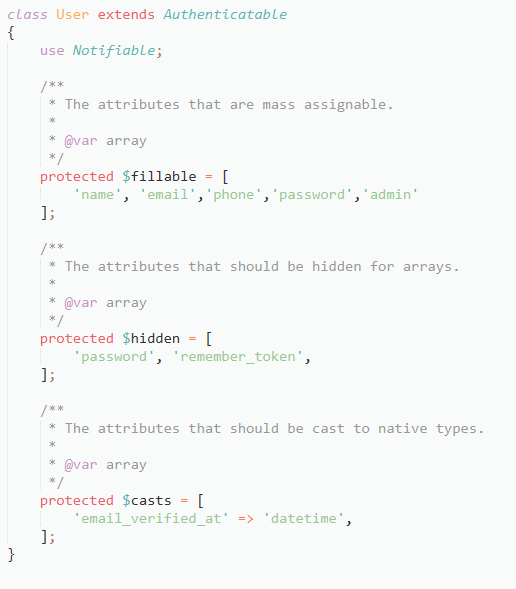 class User extends Authenticatable
{
    use Notifiable;

    /**
     * The attributes that are mass assignable.
     *
     * @var array
     */
    protected $fillable = [
        'name', 'email','phone','password','admin'
    ];

    /**
     * The attributes that should be hidden for arrays.
     *
     * @var array
     */
    protected $hidden = [
        'password', 'remember_token',
    ];

    /**
     * The attributes that should be cast to native types.
     *
     * @var array
     */
    protected $casts = [
        'email_verified_at' => 'datetime',
    ];
}